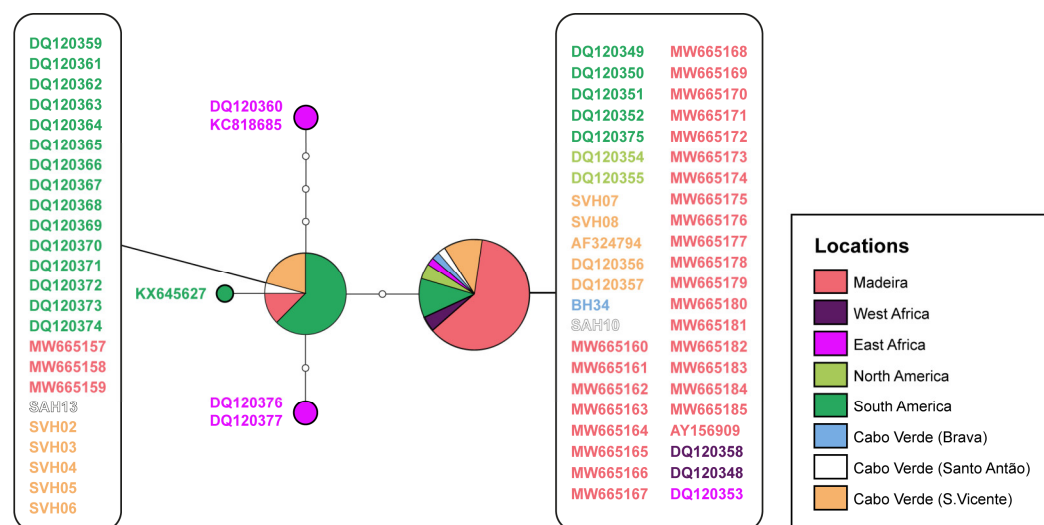 DQ120359
DQ120361
DQ120362
DQ120363
DQ120364
DQ120365
DQ120366
DQ120367
DQ120368
DQ120369
DQ120370
DQ120371
DQ120372
DQ120373
DQ120374
MW665157
MW665158
MW665159
SAH13
SVH02
SVH03
SVH04
SVH05
SVH06
DQ120360
KC818685
KX645627
DQ120376
DQ120377
DQ120349 MW665168
DQ120350 MW665169
DQ120351 MW665170
DQ120352 MW665171
DQ120375 MW665172
DQ120354 MW665173
DQ120355 MW665174
SVH07 MW665175
SVH08 MW665176
AF324794 MW665177
DQ120356 MW665178
DQ120357 MW665179
BH34 MW665180
SAH10 MW665181
MW665160 MW665182
MW665161 MW665183
MW665162 MW665184
MW665163 MW665185
MW665164 AY156909
MW665165 DQ120358
MW665166 DQ120348
MW665167 DQ120353
Locations
Madeira
West Africa
East Africa
North America
South America
Cabo Verde (Brava)
Cabo Verde (Santo Antão)
Cabo Verde (S.Vicente)